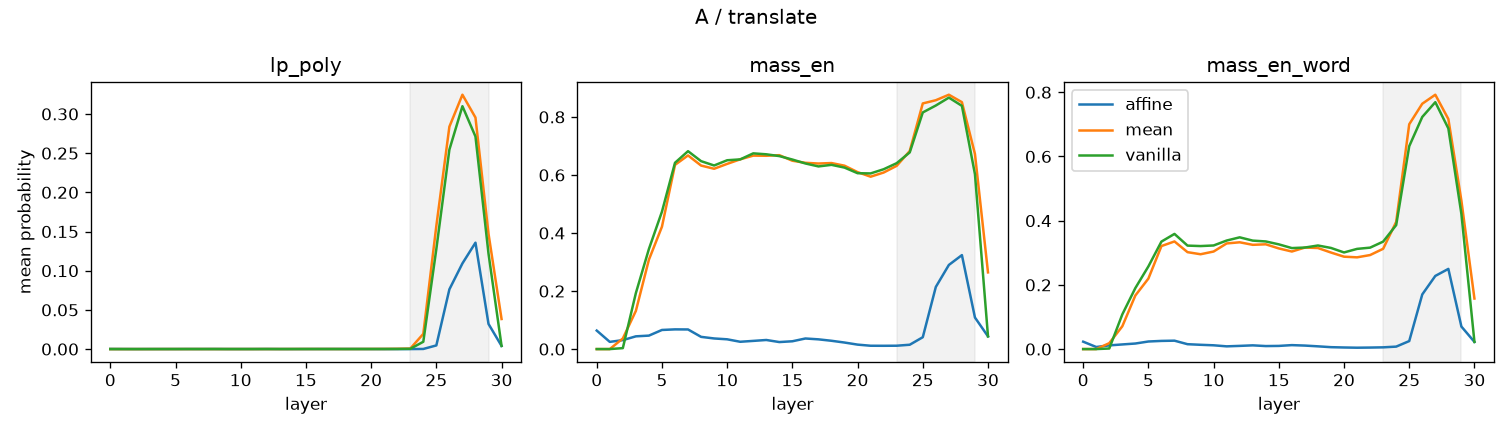 A / translate
lp_poly
mean probability
0.30
0.25
0.20
0.15
0.10
0.05
0.00
0 5 10 15 20 25 30
layer
mass_en
0.8
0.6
0.4
0.2
0.0
0 5 10 15 20 25 30
layer
mass_en_word
affine
mean
vanilla
0.8
0.6
0.4
0.2
0.0
0 5 10 15 20 25 30
layer